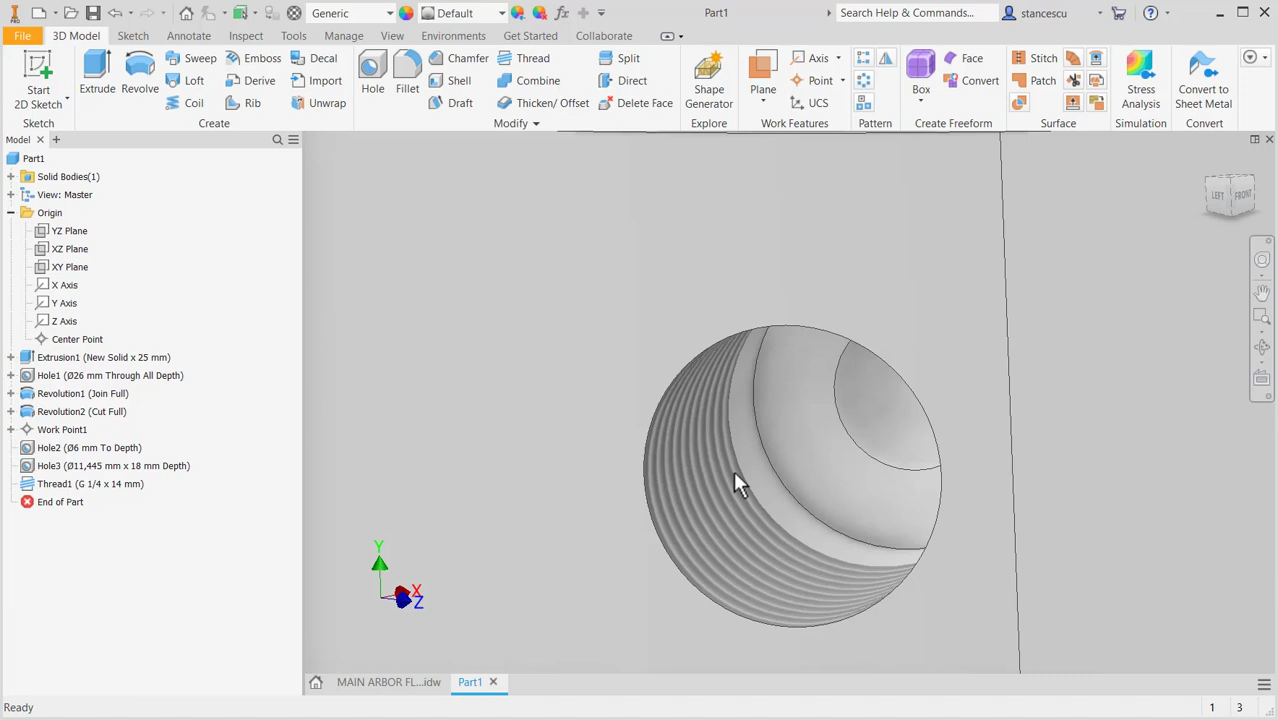 PRO
Generic
Default
Part1
Search Help & Commands...
stancescu
File
3D Model
Sketch
Annotate
Inspect
Tools
Manage
View
Environments
Get Started
Collaborate
Start
2D Sketch
Extrude
Revolve
Sweep
Loft
Coil
Emboss
Derive
Rib
Decal
Import
Unwrap
Hole
Fillet
Chamfer
Shell
Draft
Thread
Combine
Thicken/ Offset
Split
Direct
Delete Face
Shape
Generator
Plane
Axis
Point
UCS
Box
Face
Convert
Stitch
Patch
Stress
Analysis
Convert to
Sheet Metal
Sketch
Create
Modify
Explore
Work Features
Pattern
Create Freeform
Surface
Simulation
Convert
Model
Part1
Solid Bodies(1)
View: Master
Origin
YZ Plane
XZ Plane
XY Plane
X Axis
Y Axis
Z Axis
Center Point
Extrusion1 (New Solid x 25 mm)
Hole1 (Ø26 mm Through All Depth)
Revolution1 (Join Full)
Revolution2 (Cut Full)
Work Point1
Hole2 (Ø6 mm To Depth)
Hole3 (Ø11,445 mm x 18 mm Depth)
Thread1 (G 1/4 x 14 mm)
End of Part
LEFT
FRONT
Y
X
Z
MAIN ARBOR FL...idw
Part1
Ready
1
3